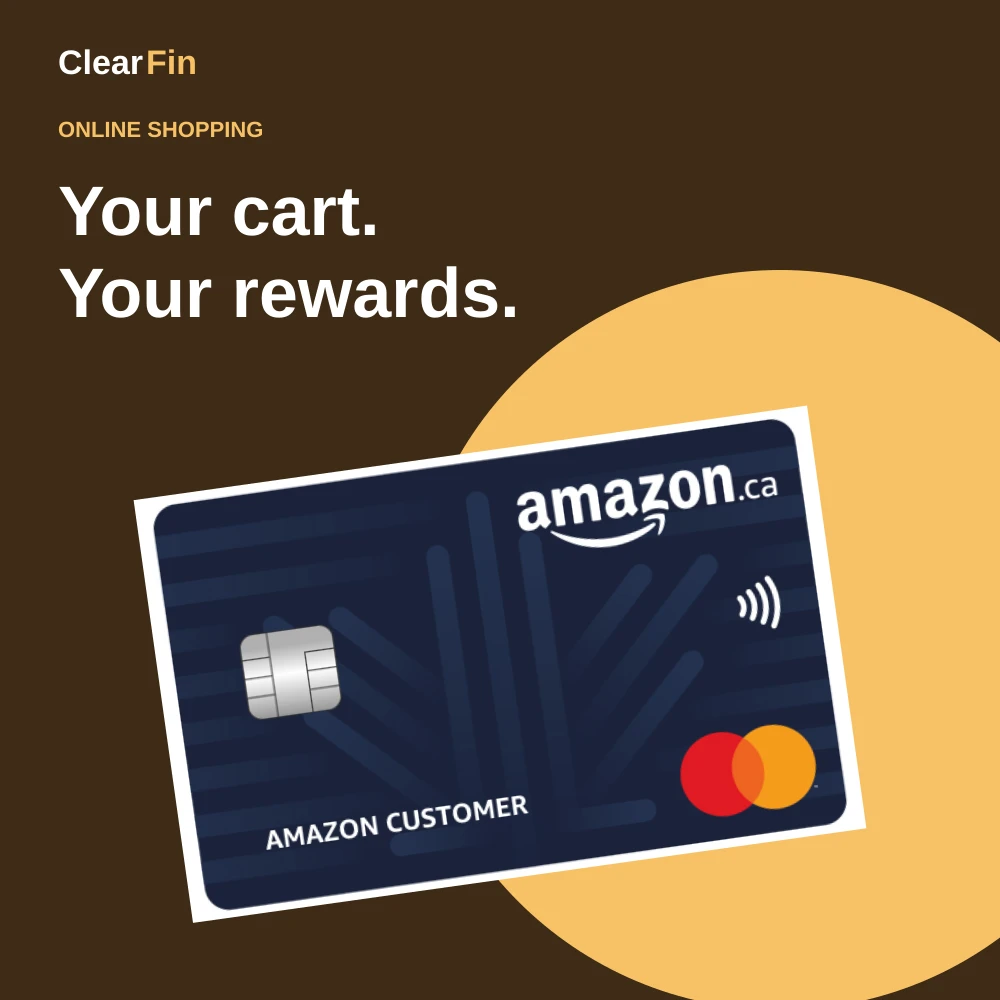 ClearFin
ONLINE SHOPPING
Your cart.
Your rewards.
amazon.ca
AMAZON CUSTOMER